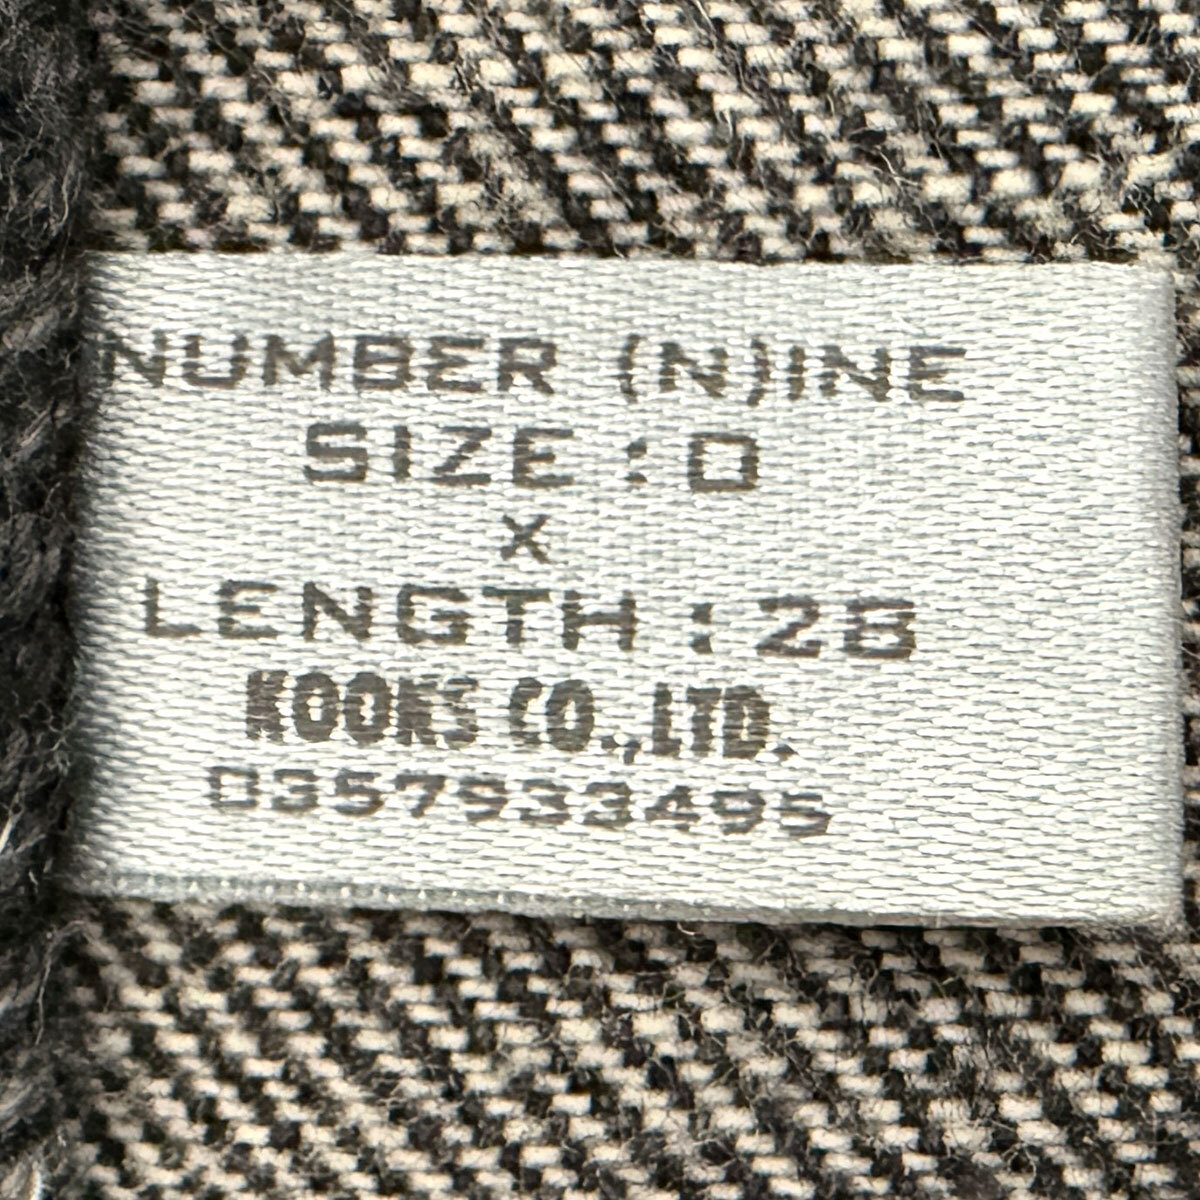 NUMBER (N)INE
SIZE : 0
X
LENGTH : 28
KOOKS CO.,LTD.
0357933495